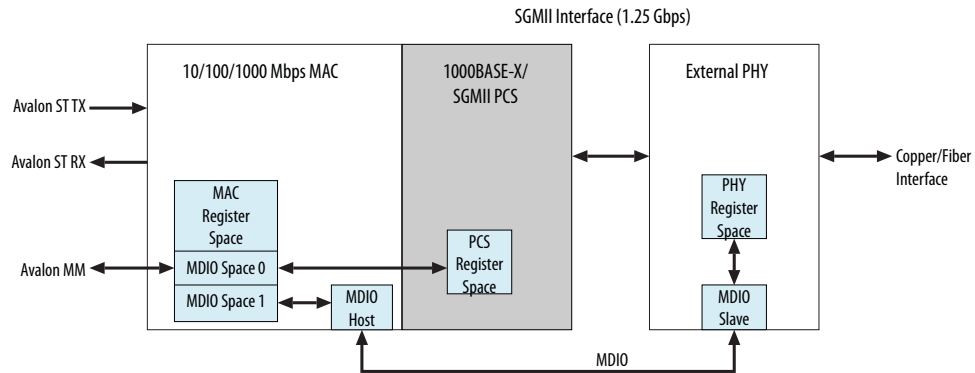 SGMII Interface (1.25 Gbps)
10/100/1000 Mbps MAC
1000BASE-X/
SGMII PCS
External PHY
Avalon ST TX
Avalon ST RX
Copper/Fiber
Interface
MAC
Register
Space
PHY
Register
Space
PCS
Register
Space
Avalon MM
MDIO Space 0
MDIO Space 1
MDIO
Host
MDIO
Slave
MDIO